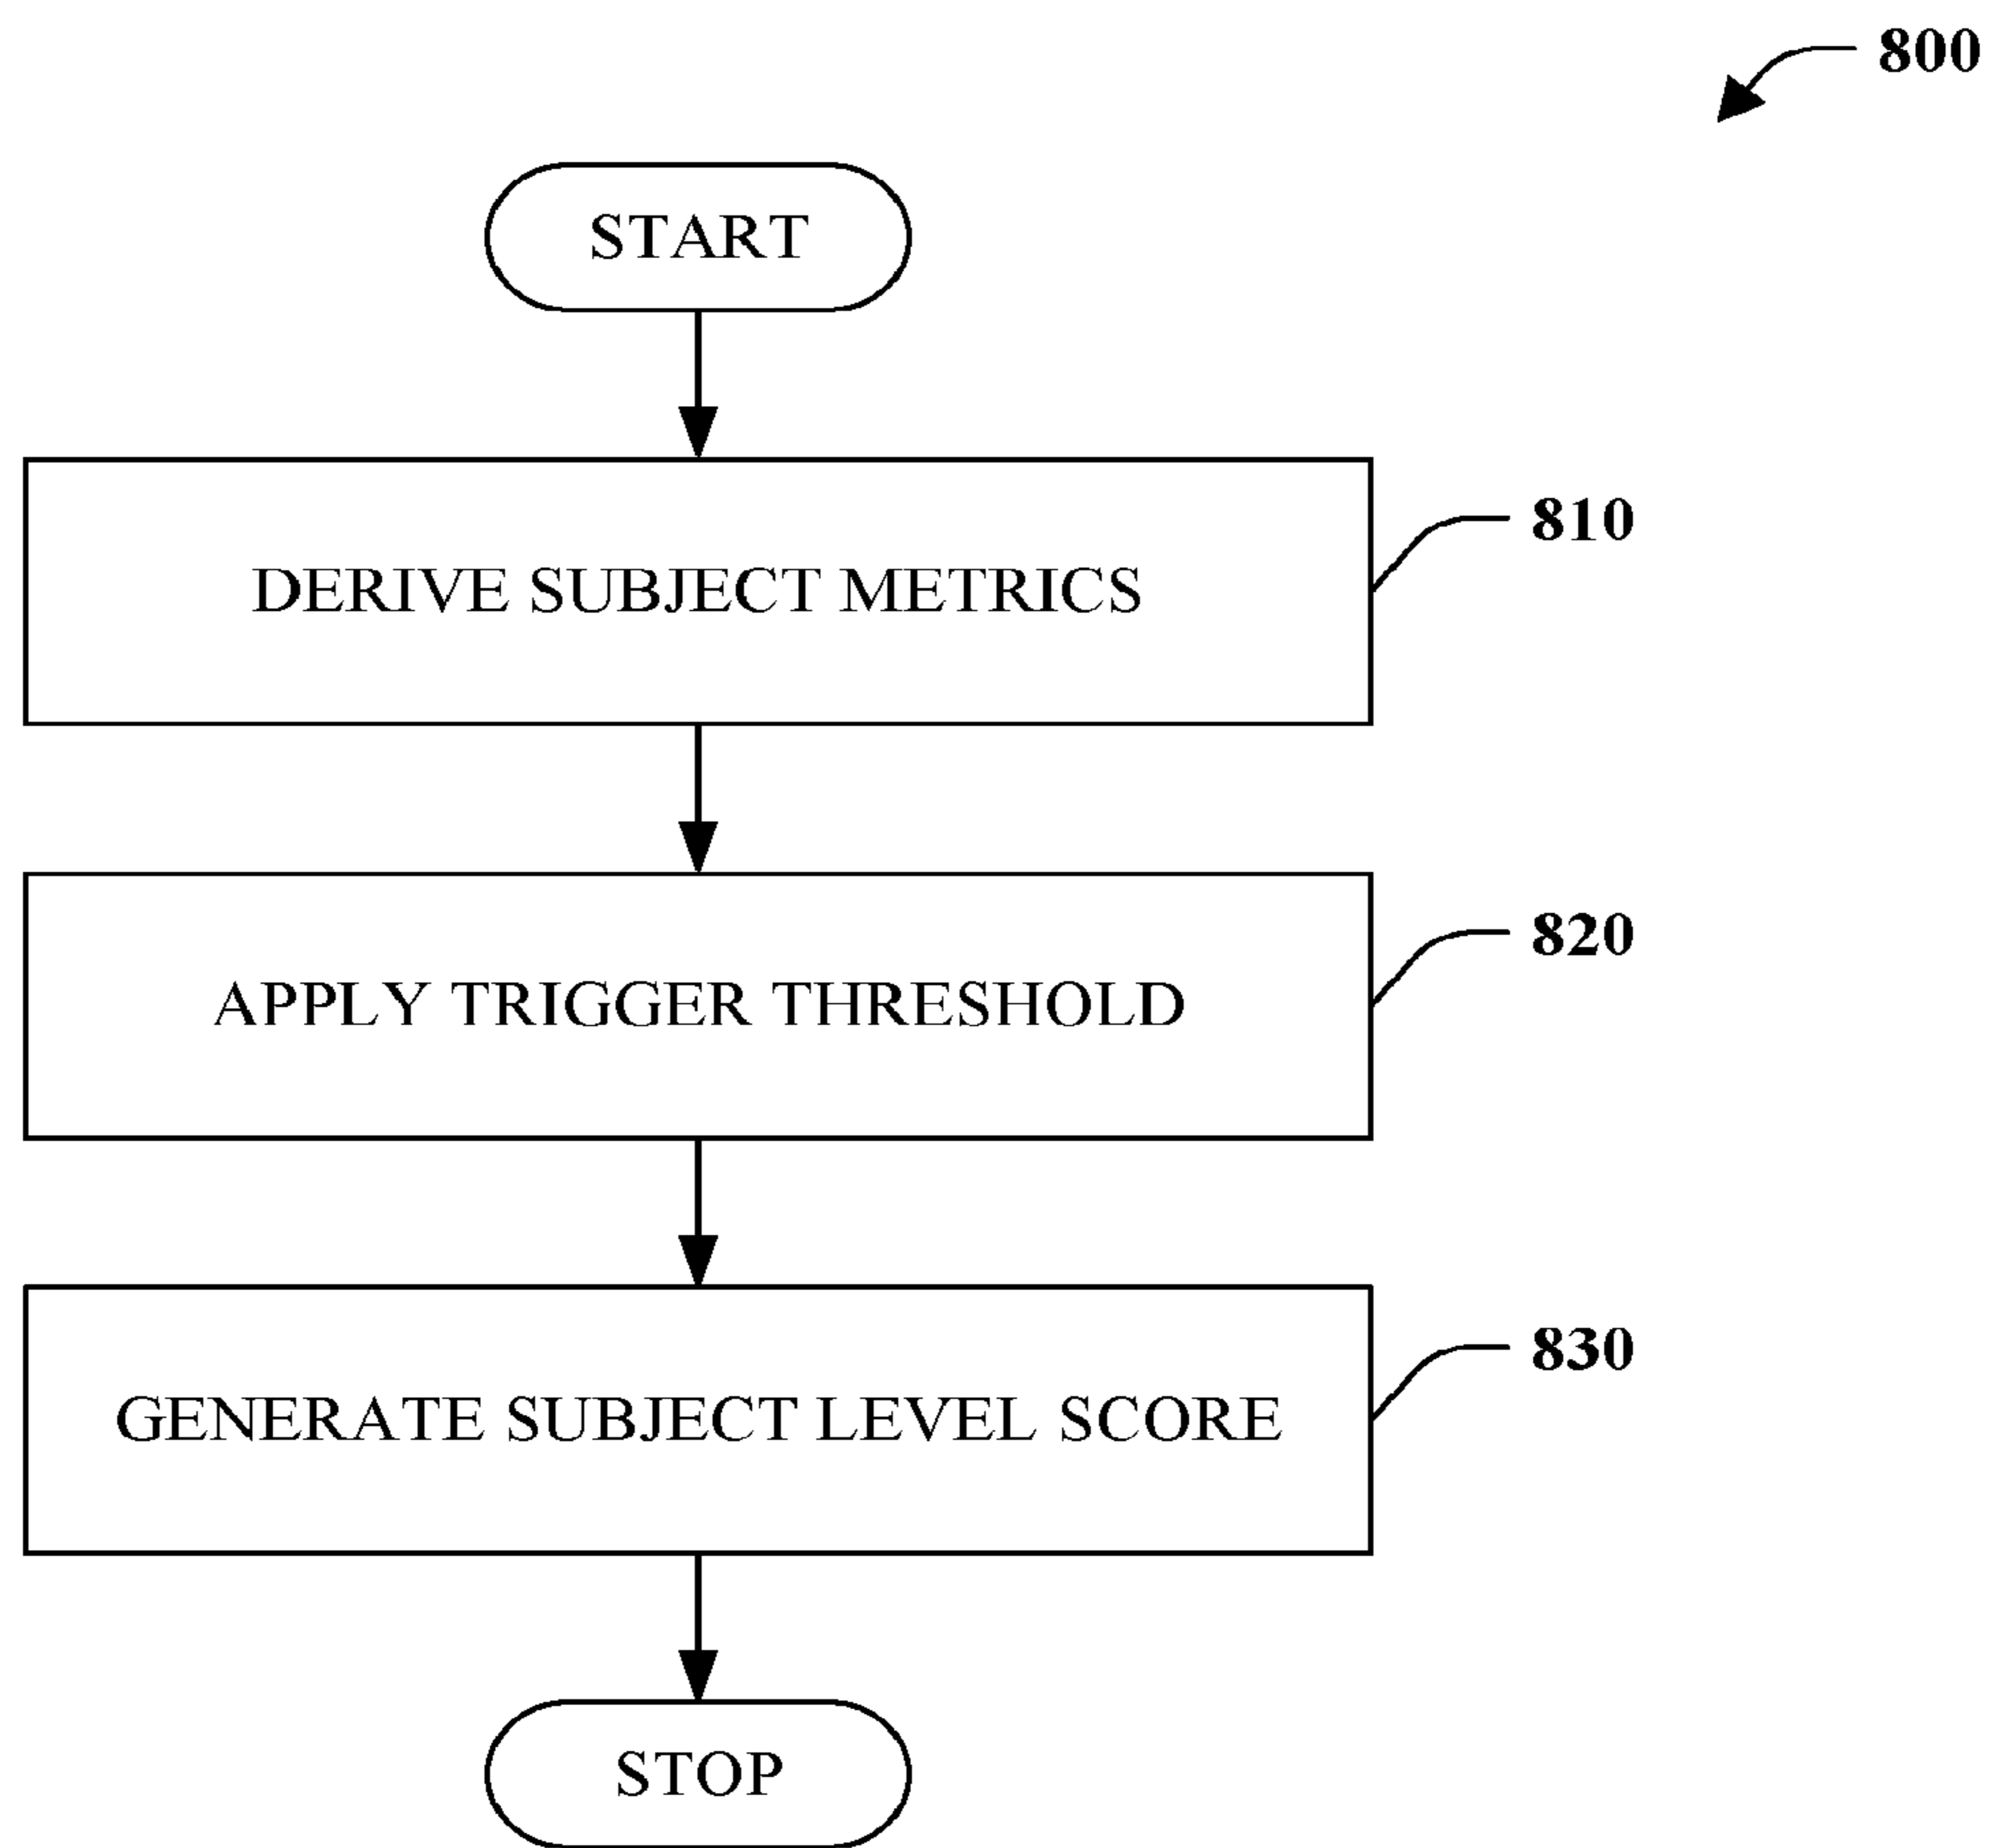 800
START
DERIVE SUBJECT METRICS
810
APPLY TRIGGER THRESHOLD
820
GENERATE SUBJECT LEVEL SCORE
830
STOP